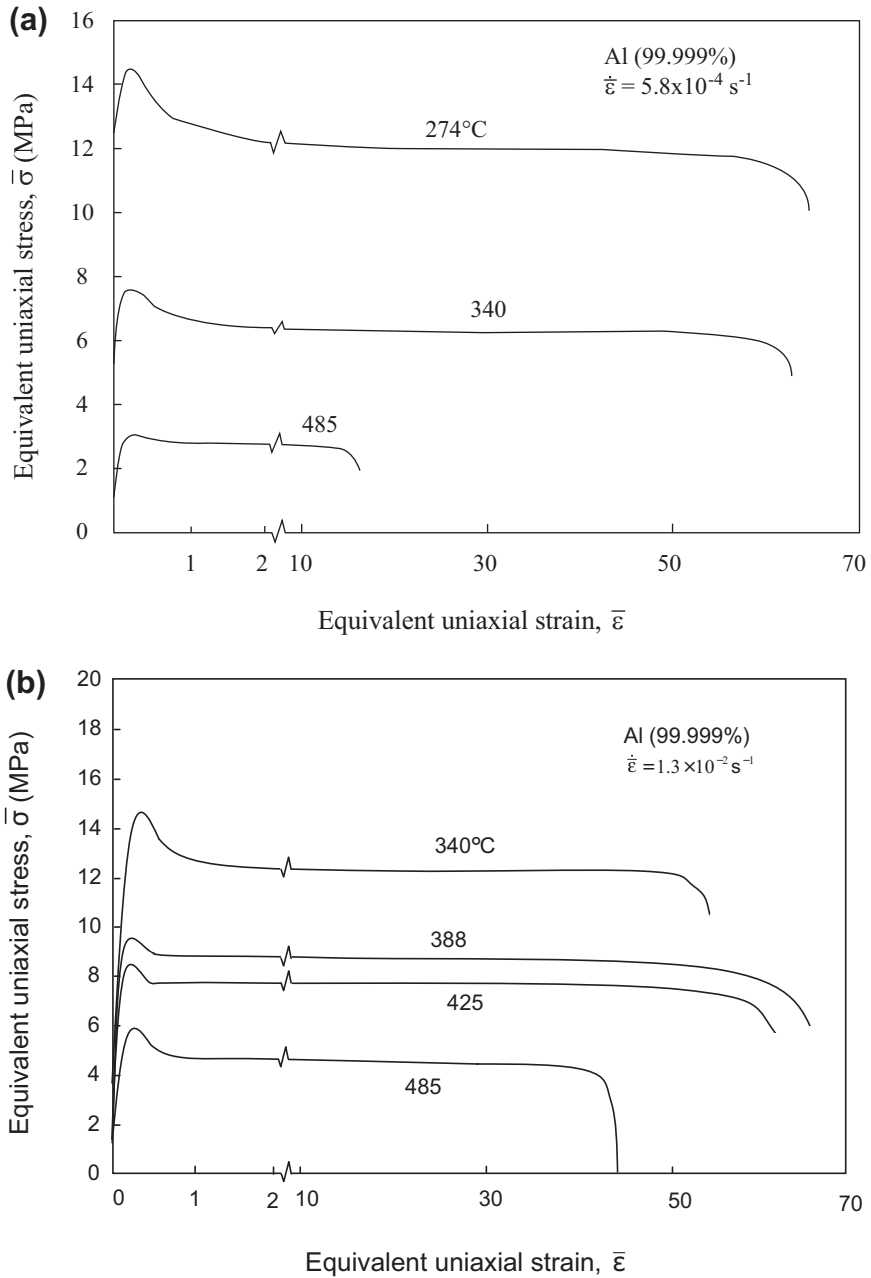 (a)
Equivalent uniaxial stress, σ̅ (MPa)
16
14
12
10
8
6
4
2
0
Al (99.999%)
ε̅̇ = 5.8x10⁻⁴ s⁻¹
274°C
340
485
1 2 10 30 50 70
Equivalent uniaxial strain, ε̅
(b)
Equivalent uniaxial stress, σ̅ (MPa)
20
18
16
14
12
10
8
6
4
2
0
Al (99.999%)
ε̅̇ =1.3×10⁻²s⁻¹
340°C
388
425
485
0 1 2 10 30 50 70
Equivalent uniaxial strain, ε̅